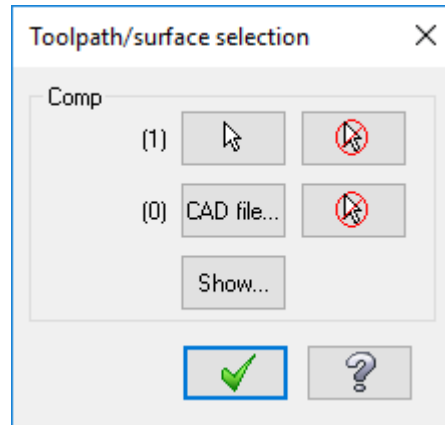 Toolpath/surface selection
Comp
(1)
(0) CAD file...
Show...